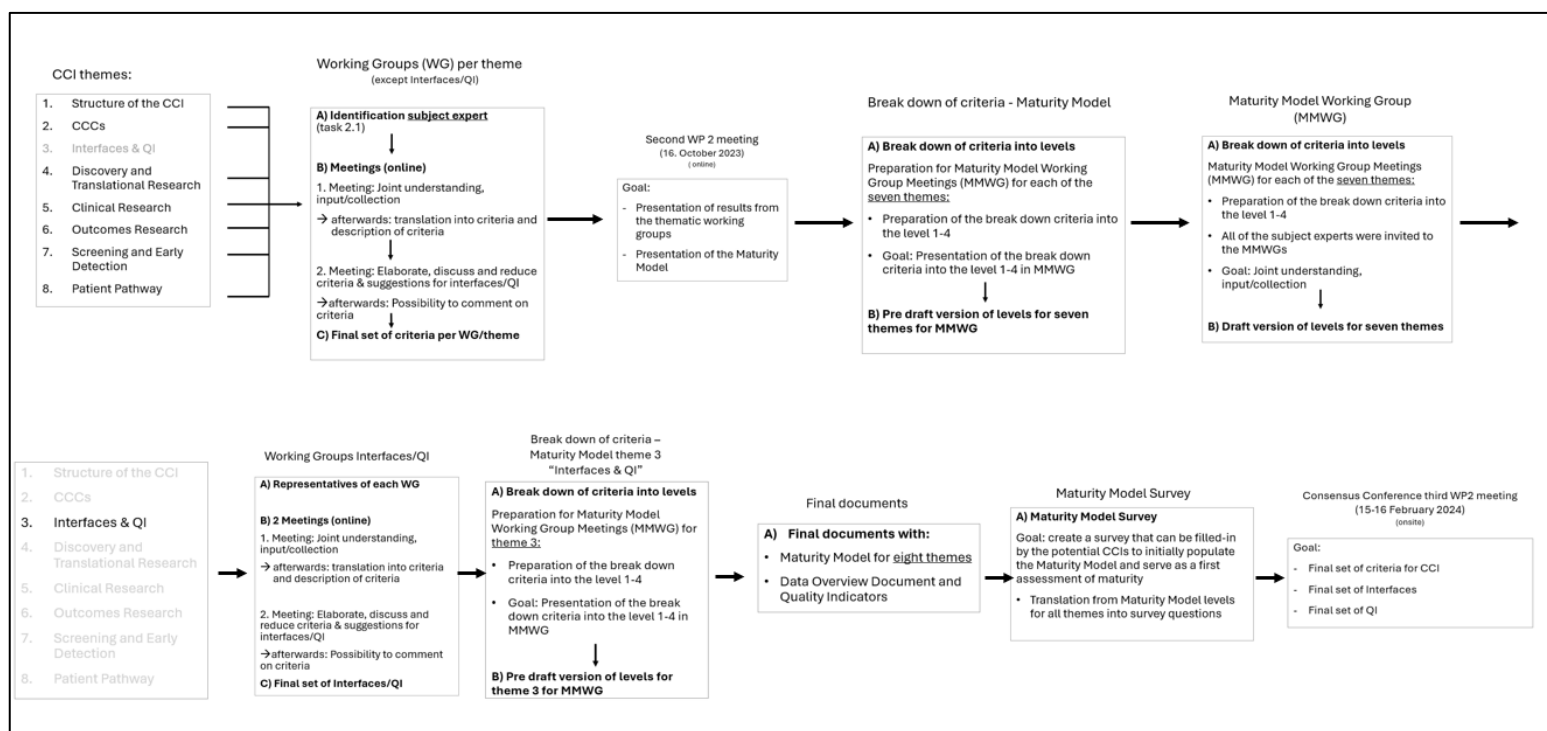 CCI themes:
1. Structure of the CCI
2. CCCs
3. Interfaces & QI
4. Discovery and
Translational Research
5. Clinical Research
6. Outcomes Research
7. Screening and Early
Detection
8. Patient Pathway
Working Groups (WG) per theme
(except Interfaces/QI)
A) Identification subject expert
(task 2.1)
B) Meetings (online)
1. Meeting: Joint understanding,
input/collection
→ afterwards: translation into criteria and
description of criteria
2. Meeting: Elaborate, discuss and reduce
criteria & suggestions for interfaces/QI
→afterwards: Possibility to comment on
criteria
C) Final set of criteria per WG/theme
Second WP 2 meeting
(16. October 2023)
( online)
Goal:
- Presentation of results from
the thematic working
groups
- Presentation of the Maturity
Model
Break down of criteria - Maturity Model
A) Break down of criteria into levels
Preparation for Maturity Model Working
Group Meetings (MMWG) for each of the
seven themes:
• Preparation of the break down criteria into
the level 1-4
• Goal: Presentation of the break down
criteria into the level 1-4 in MMWG
B) Pre draft version of levels for seven
themes for MMWG
Maturity Model Working Group
(MMWG)
A) Break down of criteria into levels
Maturity Model Working Group Meetings
(MMWG) for each of the seven themes:
• Preparation of the break down criteria into
the level 1-4
• All of the subject experts were invited to
the MMWGs
• Goal: Joint understanding,
input/collection
B) Draft version of levels for seven themes
1. Structure of the CCI
2. CCCs
3. Interfaces & QI
4. Discovery and
Translational Research
5. Clinical Research
6. Outcomes Research
7. Screening and Early
Detection
8. Patient Pathway
Working Groups Interfaces/QI
A) Representatives of each WG
B) 2 Meetings (online)
1. Meeting: Joint understanding,
input/collection
→ afterwards: translation into criteria
and description of criteria
2. Meeting: Elaborate, discuss and
reduce criteria & suggestions for
interfaces/QI
→afterwards: Possibility to comment
on criteria
C) Final set of Interfaces/QI
Break down of criteria –
Maturity Model theme 3
“Interfaces & QI”
A) Break down of criteria into levels
Preparation for Maturity Model
Working Group Meetings (MMWG) for
theme 3:
• Preparation of the break down
criteria into the level 1-4
• Goal: Presentation of the break
down criteria into the level 1-4 in
MMWG
B) Pre draft version of levels for
theme 3 for MMWG
Final documents
A) Final documents with:
• Maturity Model for eight themes
• Data Overview Document and
Quality Indicators
Maturity Model Survey
A) Maturity Model Survey
Goal: create a survey that can be filled-in
by the potential CCIs to initially populate
the Maturity Model and serve as a first
assessment of maturity
• Translation from Maturity Model levels
for all themes into survey questions
Consensus Conference third WP2 meeting
(15-16 February 2024)
(onsite)
Goal:
- Final set of criteria for CCI
- Final set of Interfaces
- Final set of QI